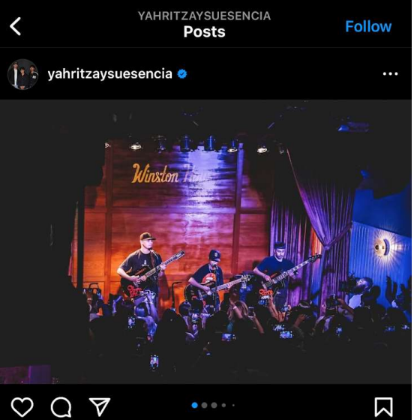 YAHRITZAYSUESENCIA
Posts
Follow
yahritzaysuesencia
Winston